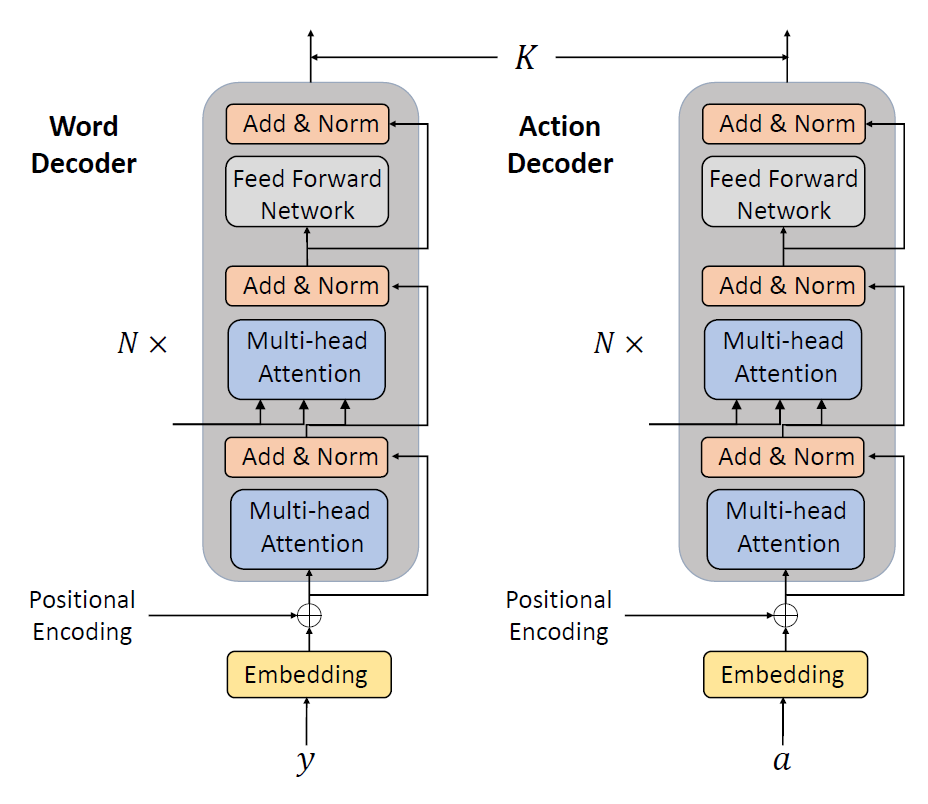 K
Word
Decoder
Add & Norm
Feed Forward
Network
Add & Norm
N ×
Multi-head
Attention
Add & Norm
Multi-head
Attention
Positional
Encoding
Embedding
y
Action
Decoder
Add & Norm
Feed Forward
Network
Add & Norm
N ×
Multi-head
Attention
Add & Norm
Multi-head
Attention
Positional
Encoding
Embedding
a